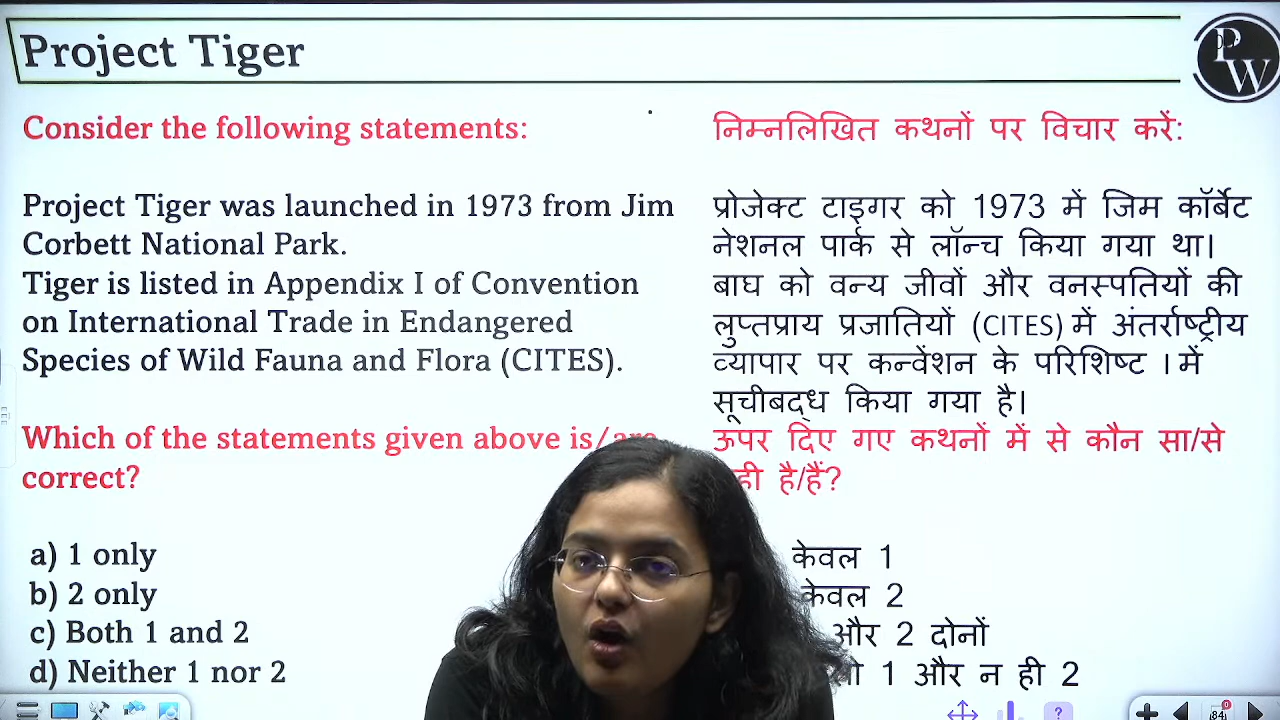 Project Tiger
PW
Consider the following statements:
Project Tiger was launched in 1973 from Jim
Corbett National Park.
Tiger is listed in Appendix I of Convention
on International Trade in Endangered
Species of Wild Fauna and Flora (CITES).
Which of the statements given above is/are
correct?
a) 1 only
b) 2 only
c) Both 1 and 2
d) Neither 1 nor 2
निम्नलिखित कथनों पर विचार करें:
प्रोजेक्ट टाइगर को 1973 में जिम कॉर्बेट
नेशनल पार्क से लॉन्च किया गया था।
बाघ को वन्य जीवों और वनस्पतियों की
लुप्तप्राय प्रजातियों (CITES) में अंतर्राष्ट्रीय
व्यापार पर कन्वेंशन के परिशिष्ट I में
सूचीबद्ध किया गया है।
ऊपर दिए गए कथनों में से कौन सा/से
है/हैं?
केवल 1
केवल 2
और 2 दोनों
1 और न ही 2
84